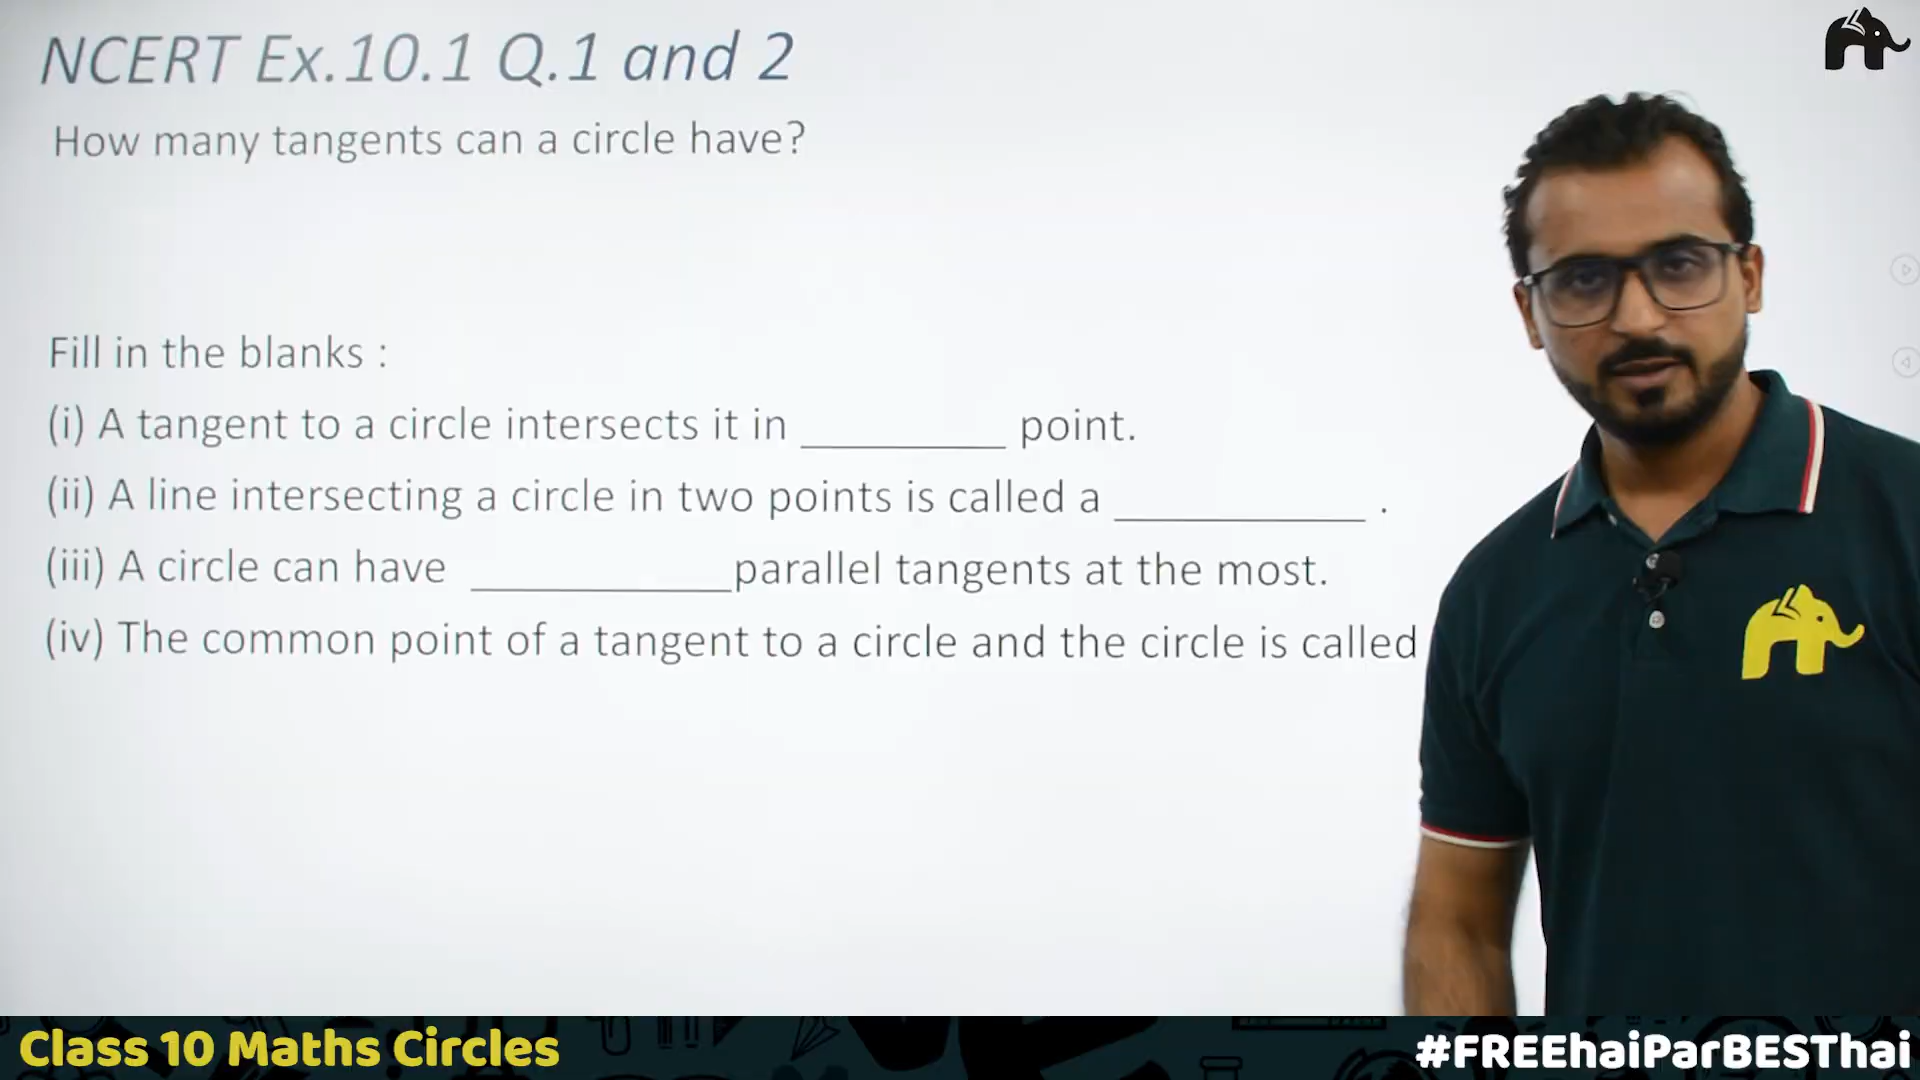 NCERT Ex.10.1 Q.1 and 2
How many tangents can a circle have?
Fill in the blanks :
(i) A tangent to a circle intersects it in __________ point.
(ii) A line intersecting a circle in two points is called a ____________ .
(iii) A circle can have ____________parallel tangents at the most.
(iv) The common point of a tangent to a circle and the circle is called
Class 10 Maths Circles
#FREEhaiParBESThai